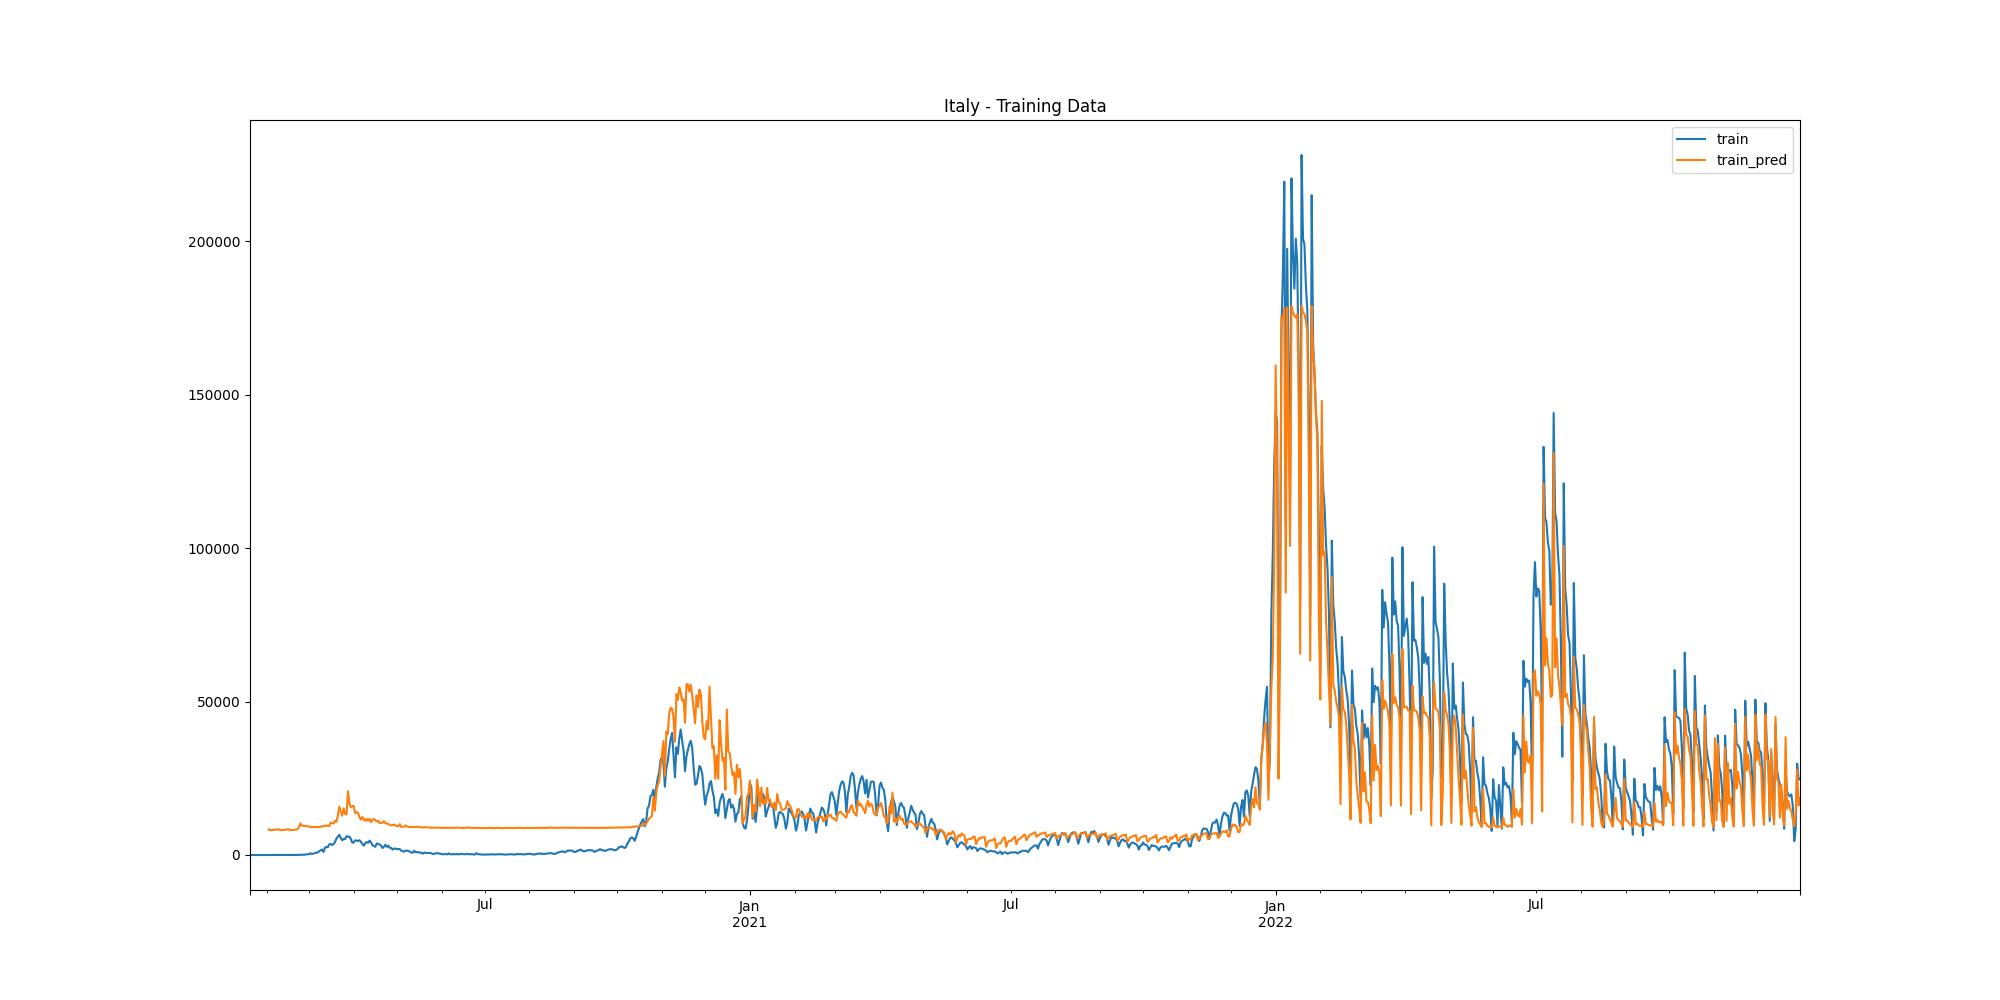 Italy - Training Data
train
train_pred
200000
150000
100000
50000
0
Jul
Jan
2021
Jul
Jan
2022
Jul